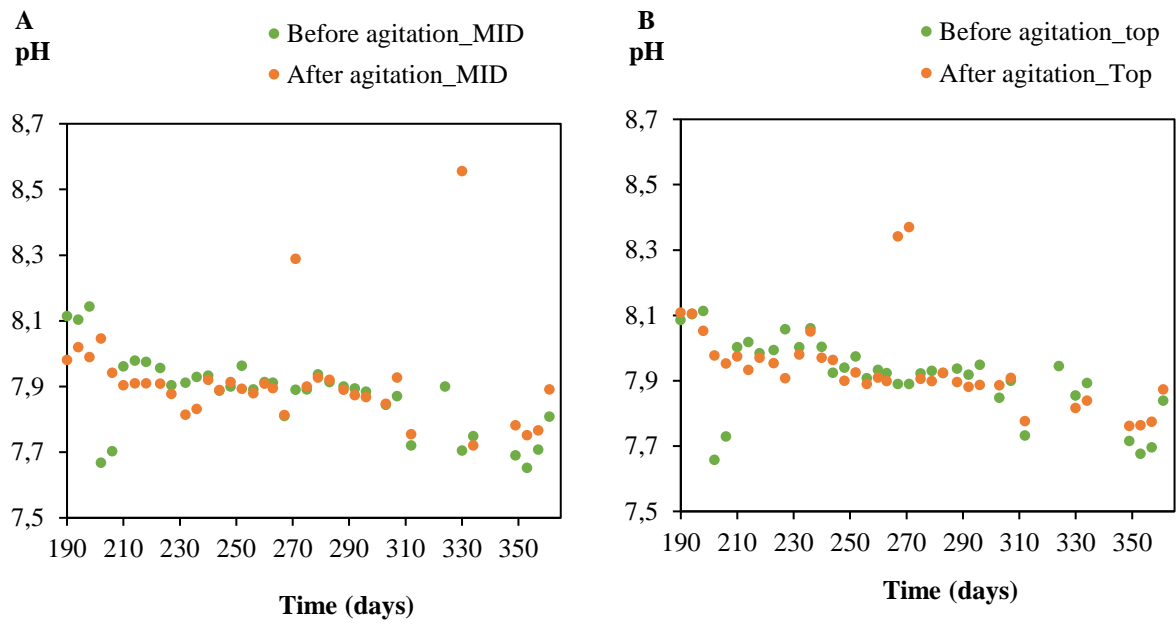 A
pH
Before agitation_MID
After agitation_MID
8,7
8,5
8,3
8,1
7,9
7,7
7,5
190 210 230 250 270 290 310 330 350
Time (days)
B
pH
Before agitation_top
After agitation_Top
8,7
8,5
8,3
8,1
7,9
7,7
7,5
190 210 230 250 270 290 310 330 350
Time (days)